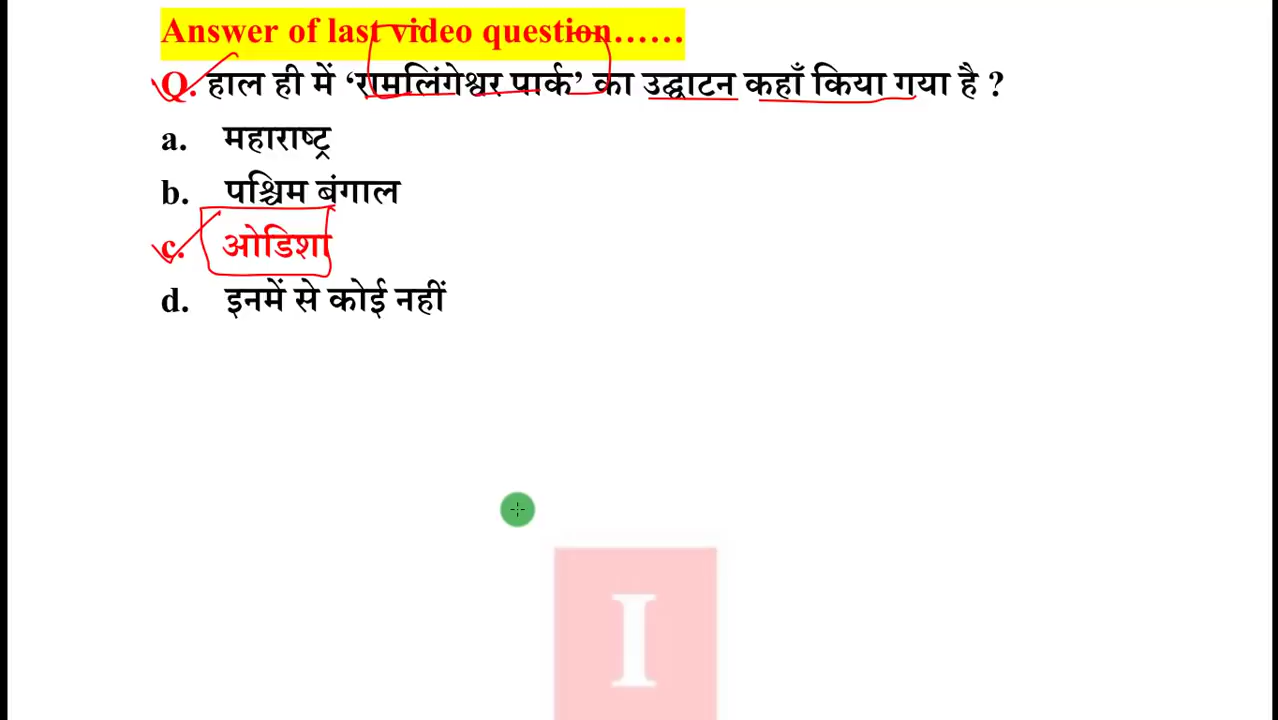 Answer of last video question......
Q. हाल ही में ‘रामलिंगेश्वर पार्क’ का उद्घाटन कहाँ किया गया है ?
a. महाराष्ट्र
b. पश्चिम बंगाल
c. ओडिशा
d. इनमें से कोई नहीं
I